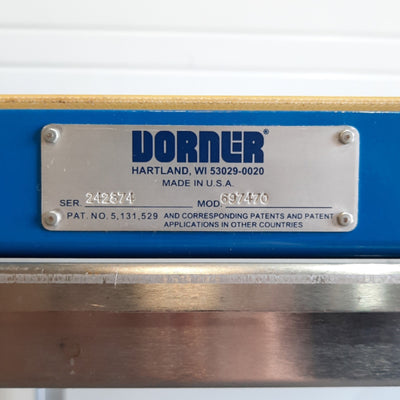 DORNER®
HARTLAND, WI 53029-0020
MADE IN U.S.A.
SER. 242674 MOD. 697470
PAT. NO. 5,131,529 AND CORRESPONDING PATENTS AND PATENT
APPLICATIONS IN OTHER COUNTRIES